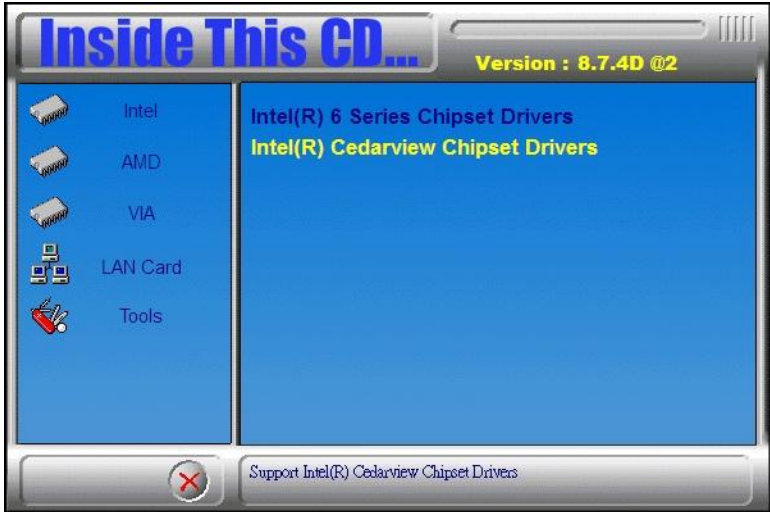 Inside This CD...
Version : 8.7.4D @2
Intel
AMD
VIA
LAN Card
Tools
Intel(R) 6 Series Chipset Drivers
Intel(R) Cedarview Chipset Drivers
Support Intel(R) Cedarview Chipset Drivers